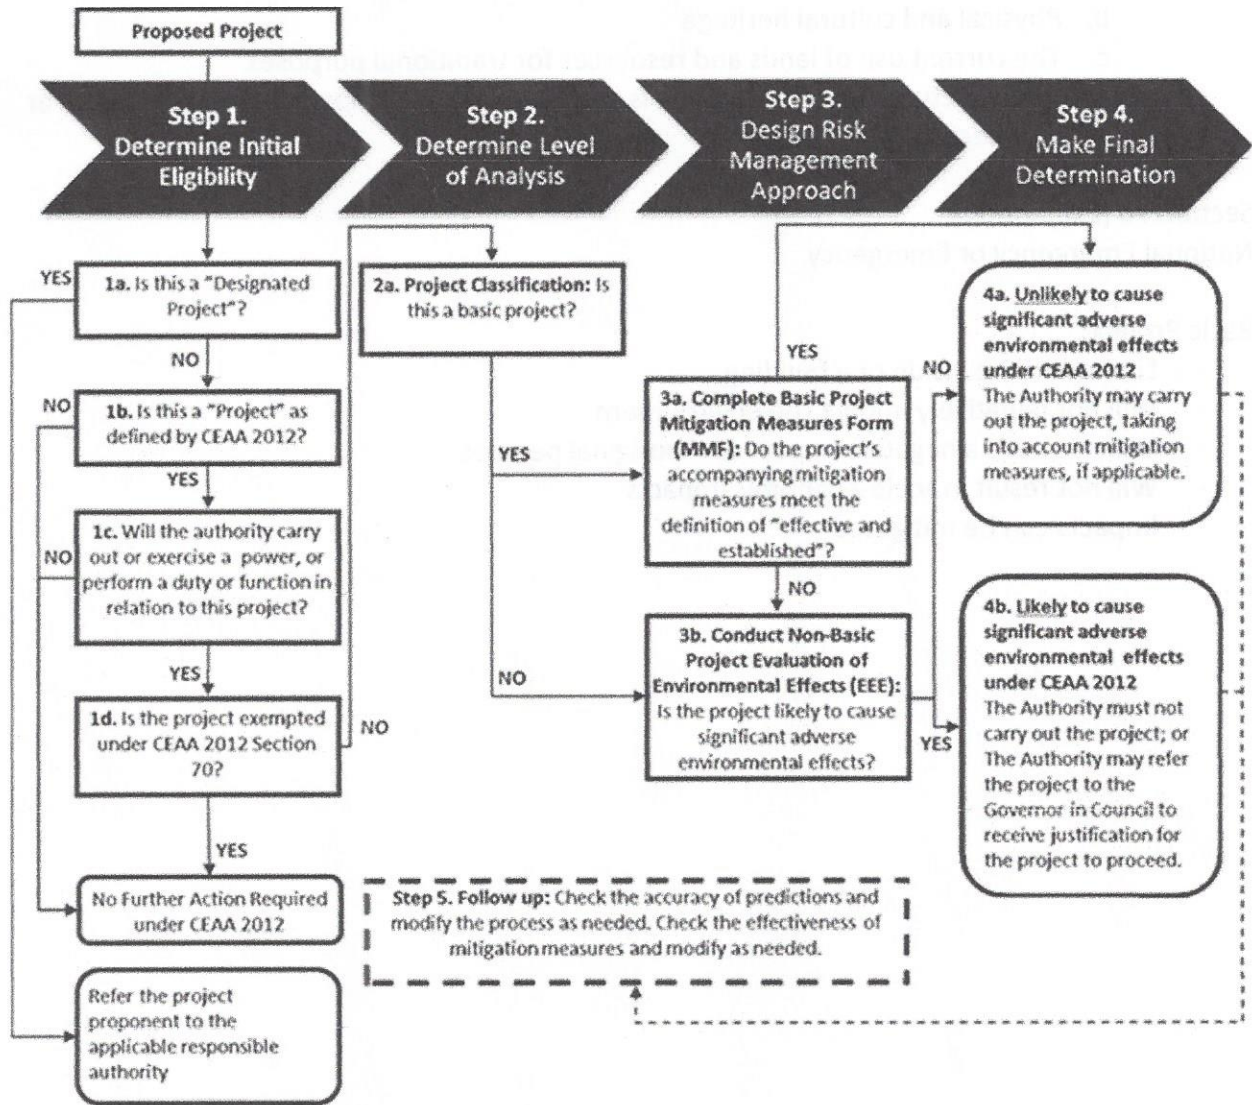 Proposed Project
Step 1.
Determine Initial
Eligibility
Step 2.
Determine Level
of Analysis
Step 3.
Design Risk
Management
Approach
Step 4.
Make Final
Determination
YES
1a. Is this a "Designated
Project"?
NO
NO
1b. Is this a "Project" as
defined by CEAA 2012?
YES
NO
1c. Will the authority carry
out or exercise a power, or
perform a duty or function in
relation to this project?
YES
1d. Is the project exempted
under CEAA 2012 Section
70?
NO
YES
No Further Action Required
under CEAA 2012
Refer the project
proponent to the
applicable responsible
authority
2a. Project Classification: Is
this a basic project?
YES
NO
YES
3a. Complete Basic Project
Mitigation Measures Form
(MMF): Do the project's
accompanying mitigation
measures meet the
definition of "effective and
established"?
NO
3b. Conduct Non-Basic
Project Evaluation of
Environmental Effects (EEE):
Is the project likely to cause
significant adverse
environmental effects?
NO
YES
4a. Unlikely to cause
significant adverse
environmental effects
under CEAA 2012
The Authority may carry
out the project, taking
into account mitigation
measures, if applicable.
4b. Likely to cause
significant adverse
environmental effects
under CEAA 2012
The Authority must not
carry out the project; or
The Authority may refer
the project to the
Governor in Council to
receive justification for
the project to proceed.
Step 5. Follow up: Check the accuracy of predictions and
modify the process as needed. Check the effectiveness of
mitigation measures and modify as needed.